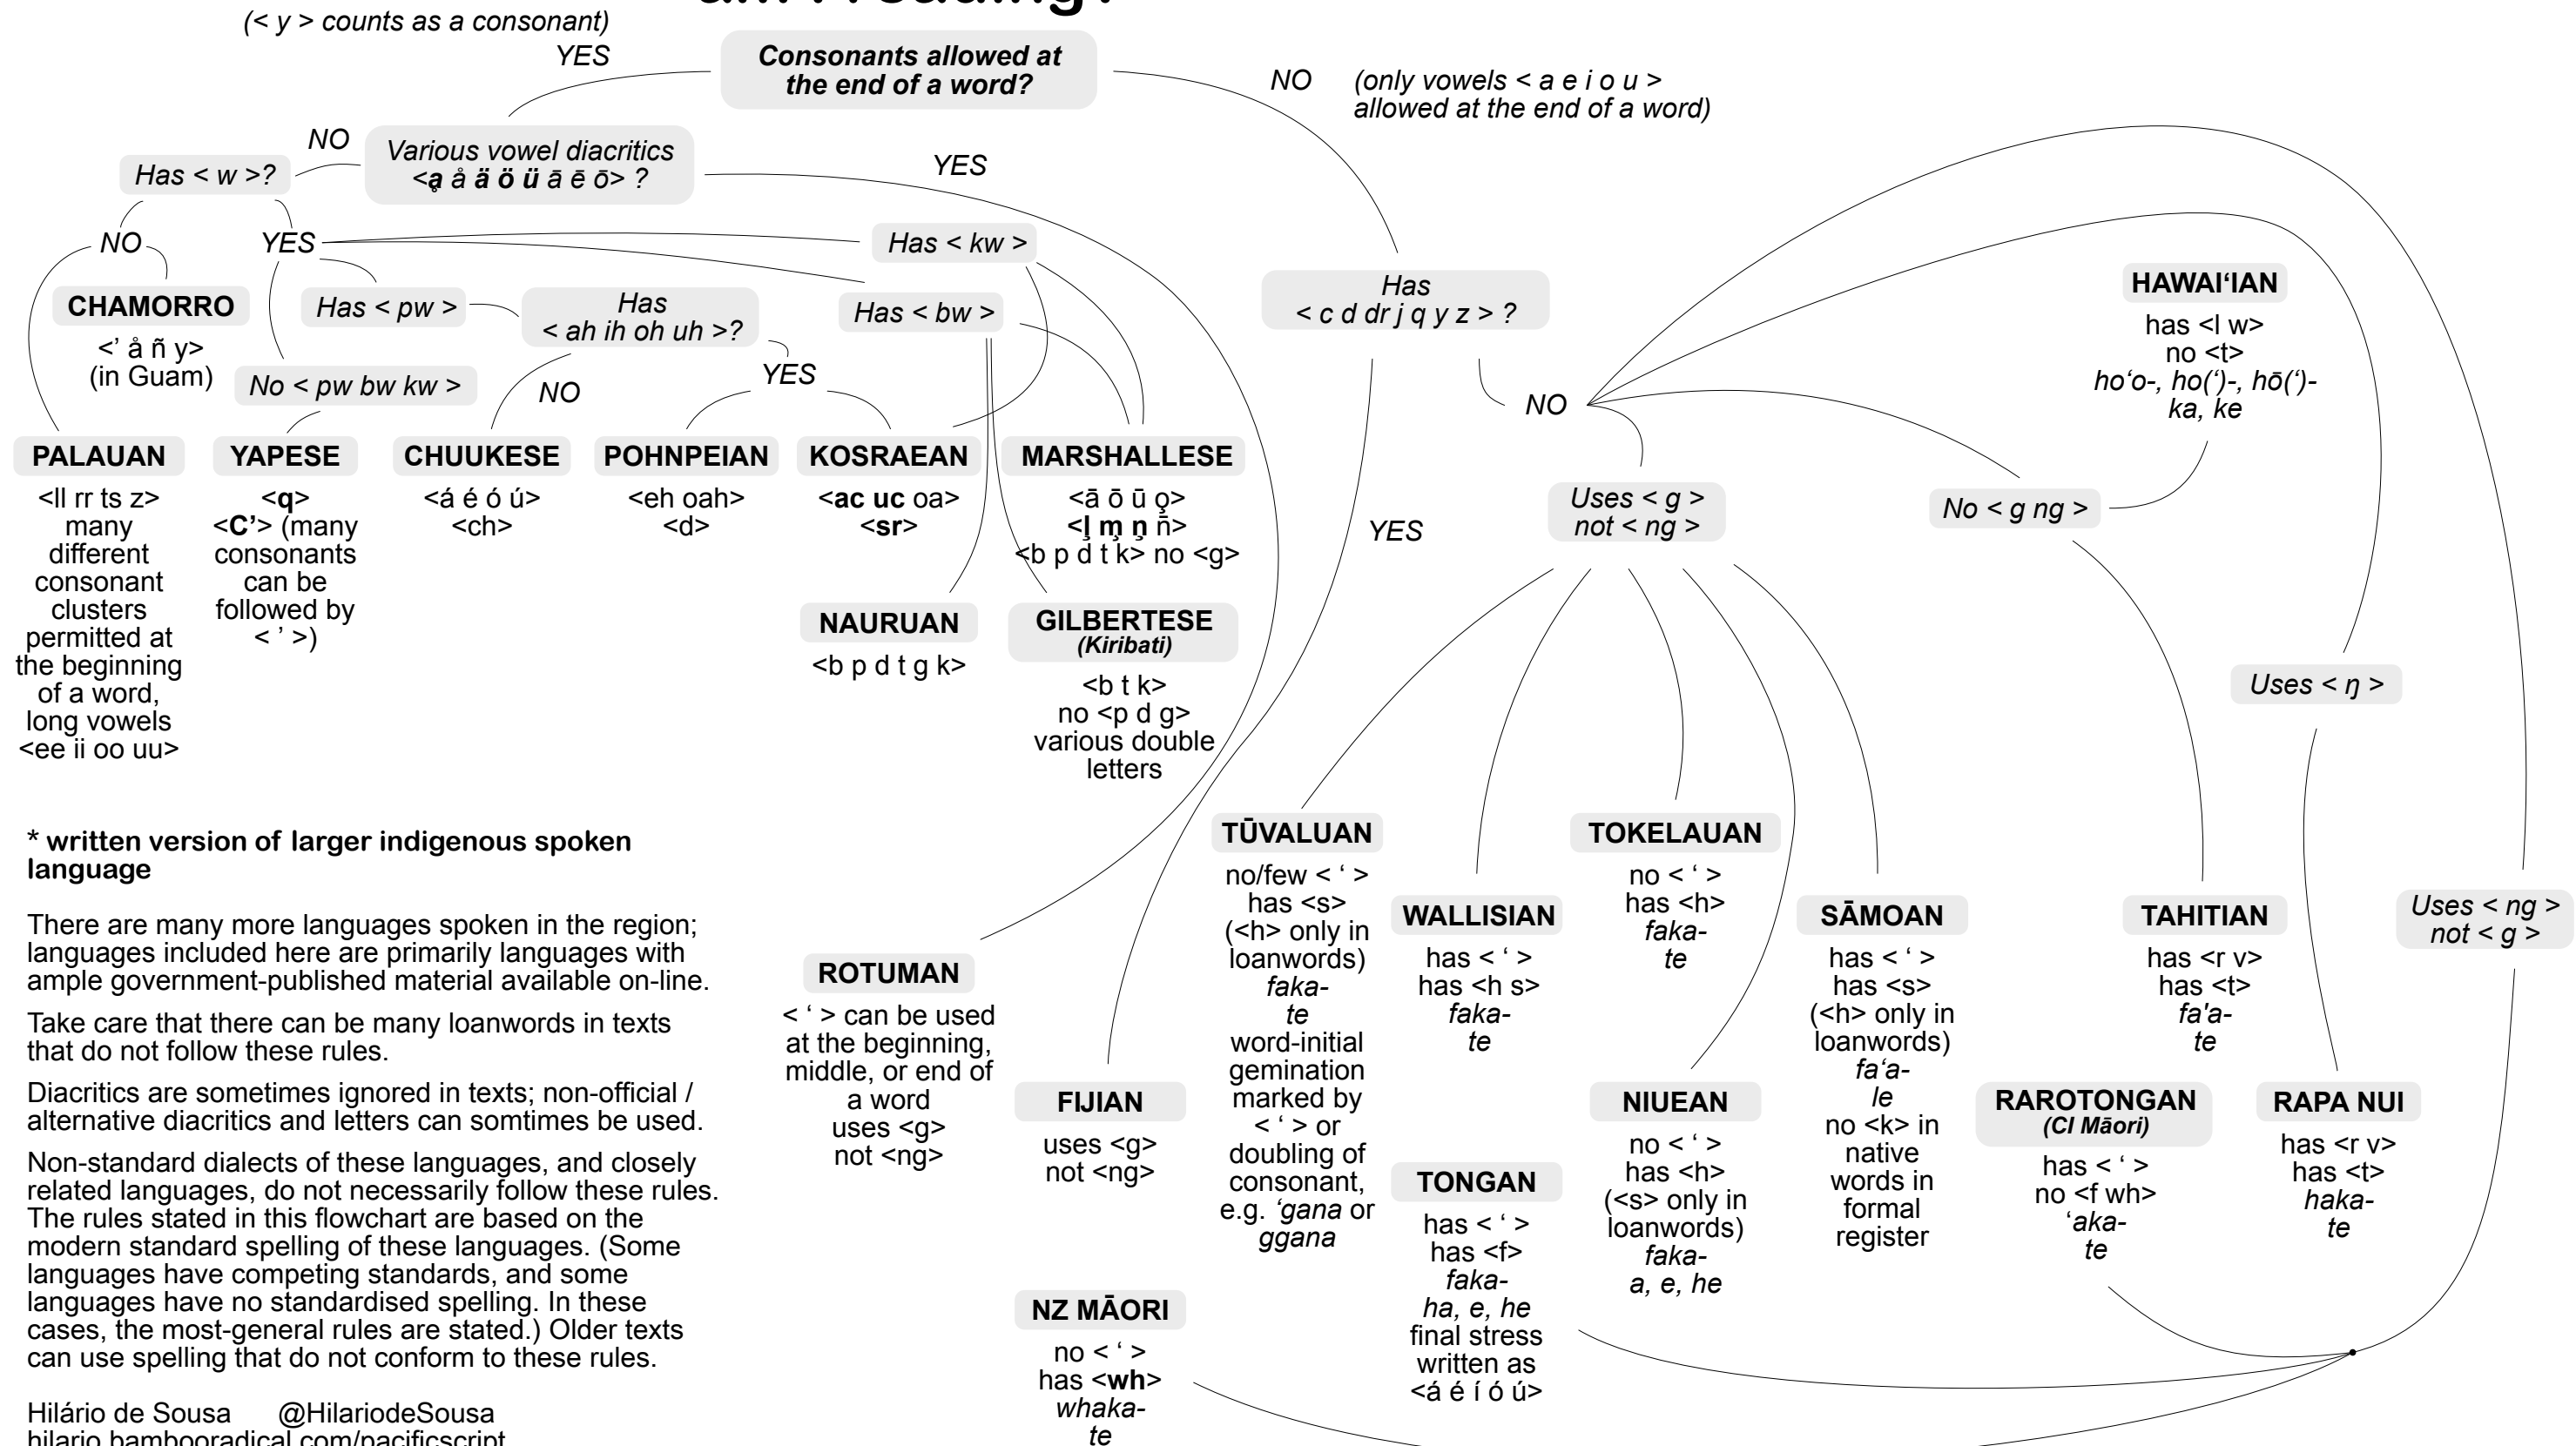 am I reading?
(< y > counts as a consonant)
YES
Consonants allowed at
the end of a word?
NO
(only vowels < a e i o u >
allowed at the end of a word)
NO
Various vowel diacritics
<ḁ å ä ö ü ā ē ō> ?
YES
Has < w >?
NO
YES
Has < kw >
Has < bw >
Has < pw >
Has
< ah ih oh uh >?
NO
YES
No < pw bw kw >
CHAMORRO
<’ å ñ y>
(in Guam)
PALAUAN
<ll rr ts z>
many
different
consonant
clusters
permitted at
the beginning
of a word,
long vowels
<ee ii oo uu>
YAPESE
<q>
<C’> (many
consonants
can be
followed by
< ’ >)
CHUUKESE
<á é ó ú>
<ch>
POHNPEIAN
<eh oah>
<d>
KOSRAEAN
<ac uc oa>
<sr>
MARSHALLESE
<ā ō ū o̧>
<ļ m̧ ņ n̄>
<b p d t k> no <g>
NAURUAN
<b p d t g k>
GILBERTESE
(Kiribati)
<b t k>
no <p d g>
various double
letters
Has
< c d dr j q y z > ?
YES
NO
Uses < g >
not < ng >
No < g ng >
HAWAI‘IAN
has <l w>
no <t>
ho‘o-, ho(‘)-, hō(‘)-
ka, ke
Uses < ŋ >
Uses < ng >
not < g >
ROTUMAN
< ‘ > can be used
at the beginning,
middle, or end of
a word
uses <g>
not <ng>
FIJIAN
uses <g>
not <ng>
TŪVALUAN
no/few < ‘ >
has <s>
(<h> only in
loanwords)
faka-
te
word-initial
gemination
marked by
< ‘ > or
doubling of
consonant,
e.g. ‘gana or
ggana
WALLISIAN
has < ‘ >
has <h s>
faka-
te
TOKELAUAN
no < ‘ >
has <h>
faka-
te
NIUEAN
no < ‘ >
has <h>
(<s> only in
loanwords)
faka-
a, e, he
SĀMOAN
has < ‘ >
has <s>
(<h> only in
loanwords)
fa‘a-
le
no <k> in
native
words in
formal
register
TAHITIAN
has <r v>
has <t>
fa'a-
te
RAROTONGAN
(CI Māori)
has < ‘ >
no <f wh>
‘aka-
te
RAPA NUI
has <r v>
has <t>
haka-
te
TONGAN
has < ‘ >
has <f>
faka-
ha, e, he
final stress
written as
<á é í ó ú>
NZ MĀORI
no < ‘ >
has <wh>
whaka-
te
* written version of larger indigenous spoken
language
There are many more languages spoken in the region;
languages included here are primarily languages with
ample government-published material available on-line.
Take care that there can be many loanwords in texts
that do not follow these rules.
Diacritics are sometimes ignored in texts; non-official /
alternative diacritics and letters can somtimes be used.
Non-standard dialects of these languages, and closely
related languages, do not necessarily follow these rules.
The rules stated in this flowchart are based on the
modern standard spelling of these languages. (Some
languages have competing standards, and some
languages have no standardised spelling. In these
cases, the most-general rules are stated.) Older texts
can use spelling that do not conform to these rules.
Hilário de Sousa @HilariodeSousa
hilario.bambooradical.com/pacificscript